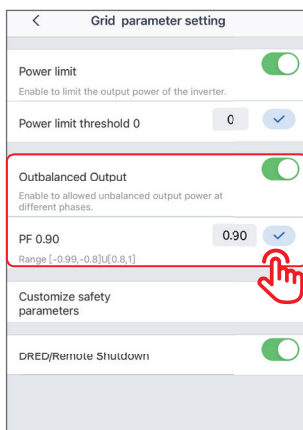 Grid parameter setting
Power limit
Enable to limit the output power of the inverter.
Power limit threshold 0
0
Outbalanced Output
Enable to allowed unbalanced output power at
different phases.
PF 0.90
0.90
Range [-0.99,-0.8]U[0.8,1]
Customize safety
parameters
DRED/Remote Shutdown